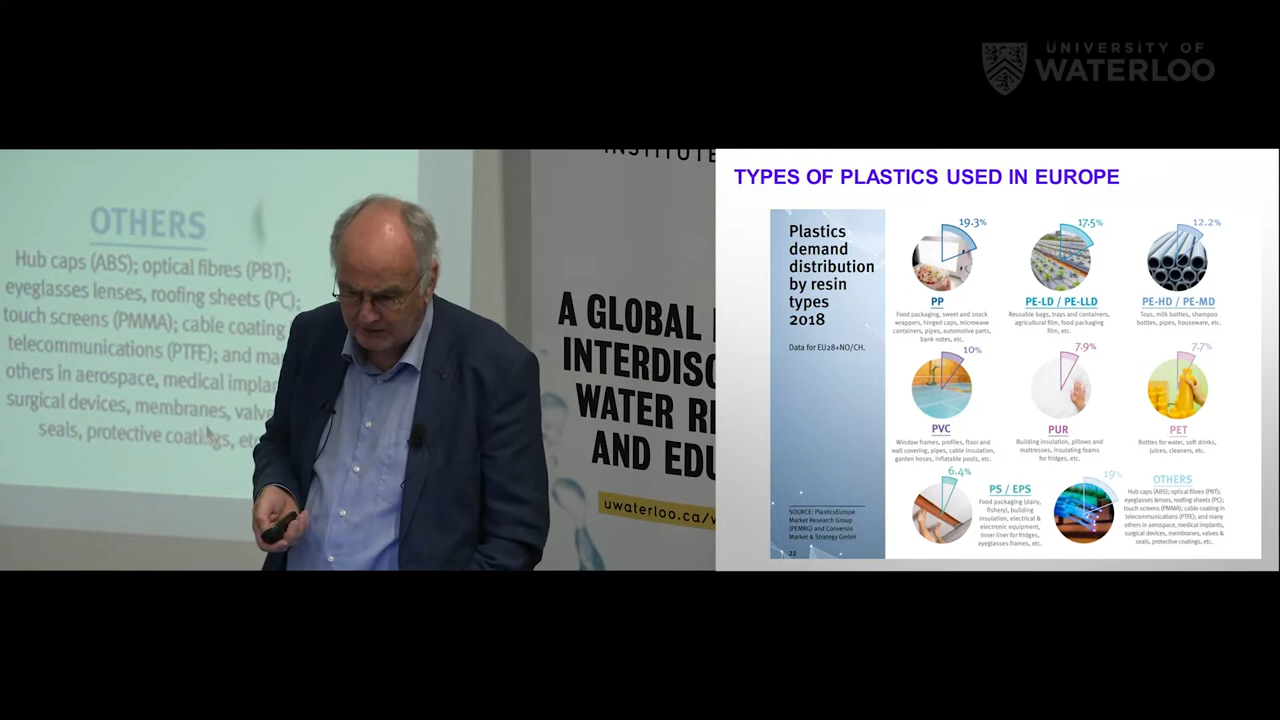 UNIVERSITY OF
WATERLOO
OTHERS
Hub caps (ABS); optical fibres (PBT);
eyeglasses lenses, roofing sheets (PC);
touch screens (PMMA); cable coating
telecommunications (PTFE); and ma
others in aerospace, medical implan
surgical devices, membranes, valv
seals, protective coatings, etc
INSTITUTE
A GLOBAL
INTERDISC
WATER R
AND EDU
uwaterloo.ca/
TYPES OF PLASTICS USED IN EUROPE
Plastics
demand
distribution
by resin
types
2018
Data for EU28+NO/CH.
SOURCE: PlasticsEurope
Market Research Group
(PEMRG) and Conversio
Market & Strategy GmbH
22
19.3%
PP
Food packaging, sweet and snack
wrappers, hinged caps, microwave
containers, pipes, automotive parts,
bank notes, etc.
17.5%
PE-LD / PE-LLD
Reusable bags, trays and containers,
agricultural film, food packaging
film, etc.
12.2%
PE-HD / PE-MD
Toys, milk bottles, shampoo
bottles, pipes, houseware, etc.
10%
PVC
Window frames, profiles, floor and
wall covering, pipes, cable insulation,
garden hoses, inflatable pools, etc.
7.9%
PUR
Building insulation, pillows and
mattresses, insulating foams
for fridges, etc.
7.7%
PET
Bottles for water, soft drinks,
juices, cleaners, etc.
6.4%
PS / EPS
Food packaging (dairy,
fishery), building
insulation, electrical &
electronic equipment,
inner liner for fridges,
eyeglasses frames, etc.
19%
OTHERS
Hub caps (ABS); optical fibres (PBT);
eyeglasses lenses, roofing sheets (PC);
touch screens (PMMA); cable coating in
telecommunications (PTFE); and many
others in aerospace, medical implants,
surgical devices, membranes, valves &
seals, protective coatings, etc.